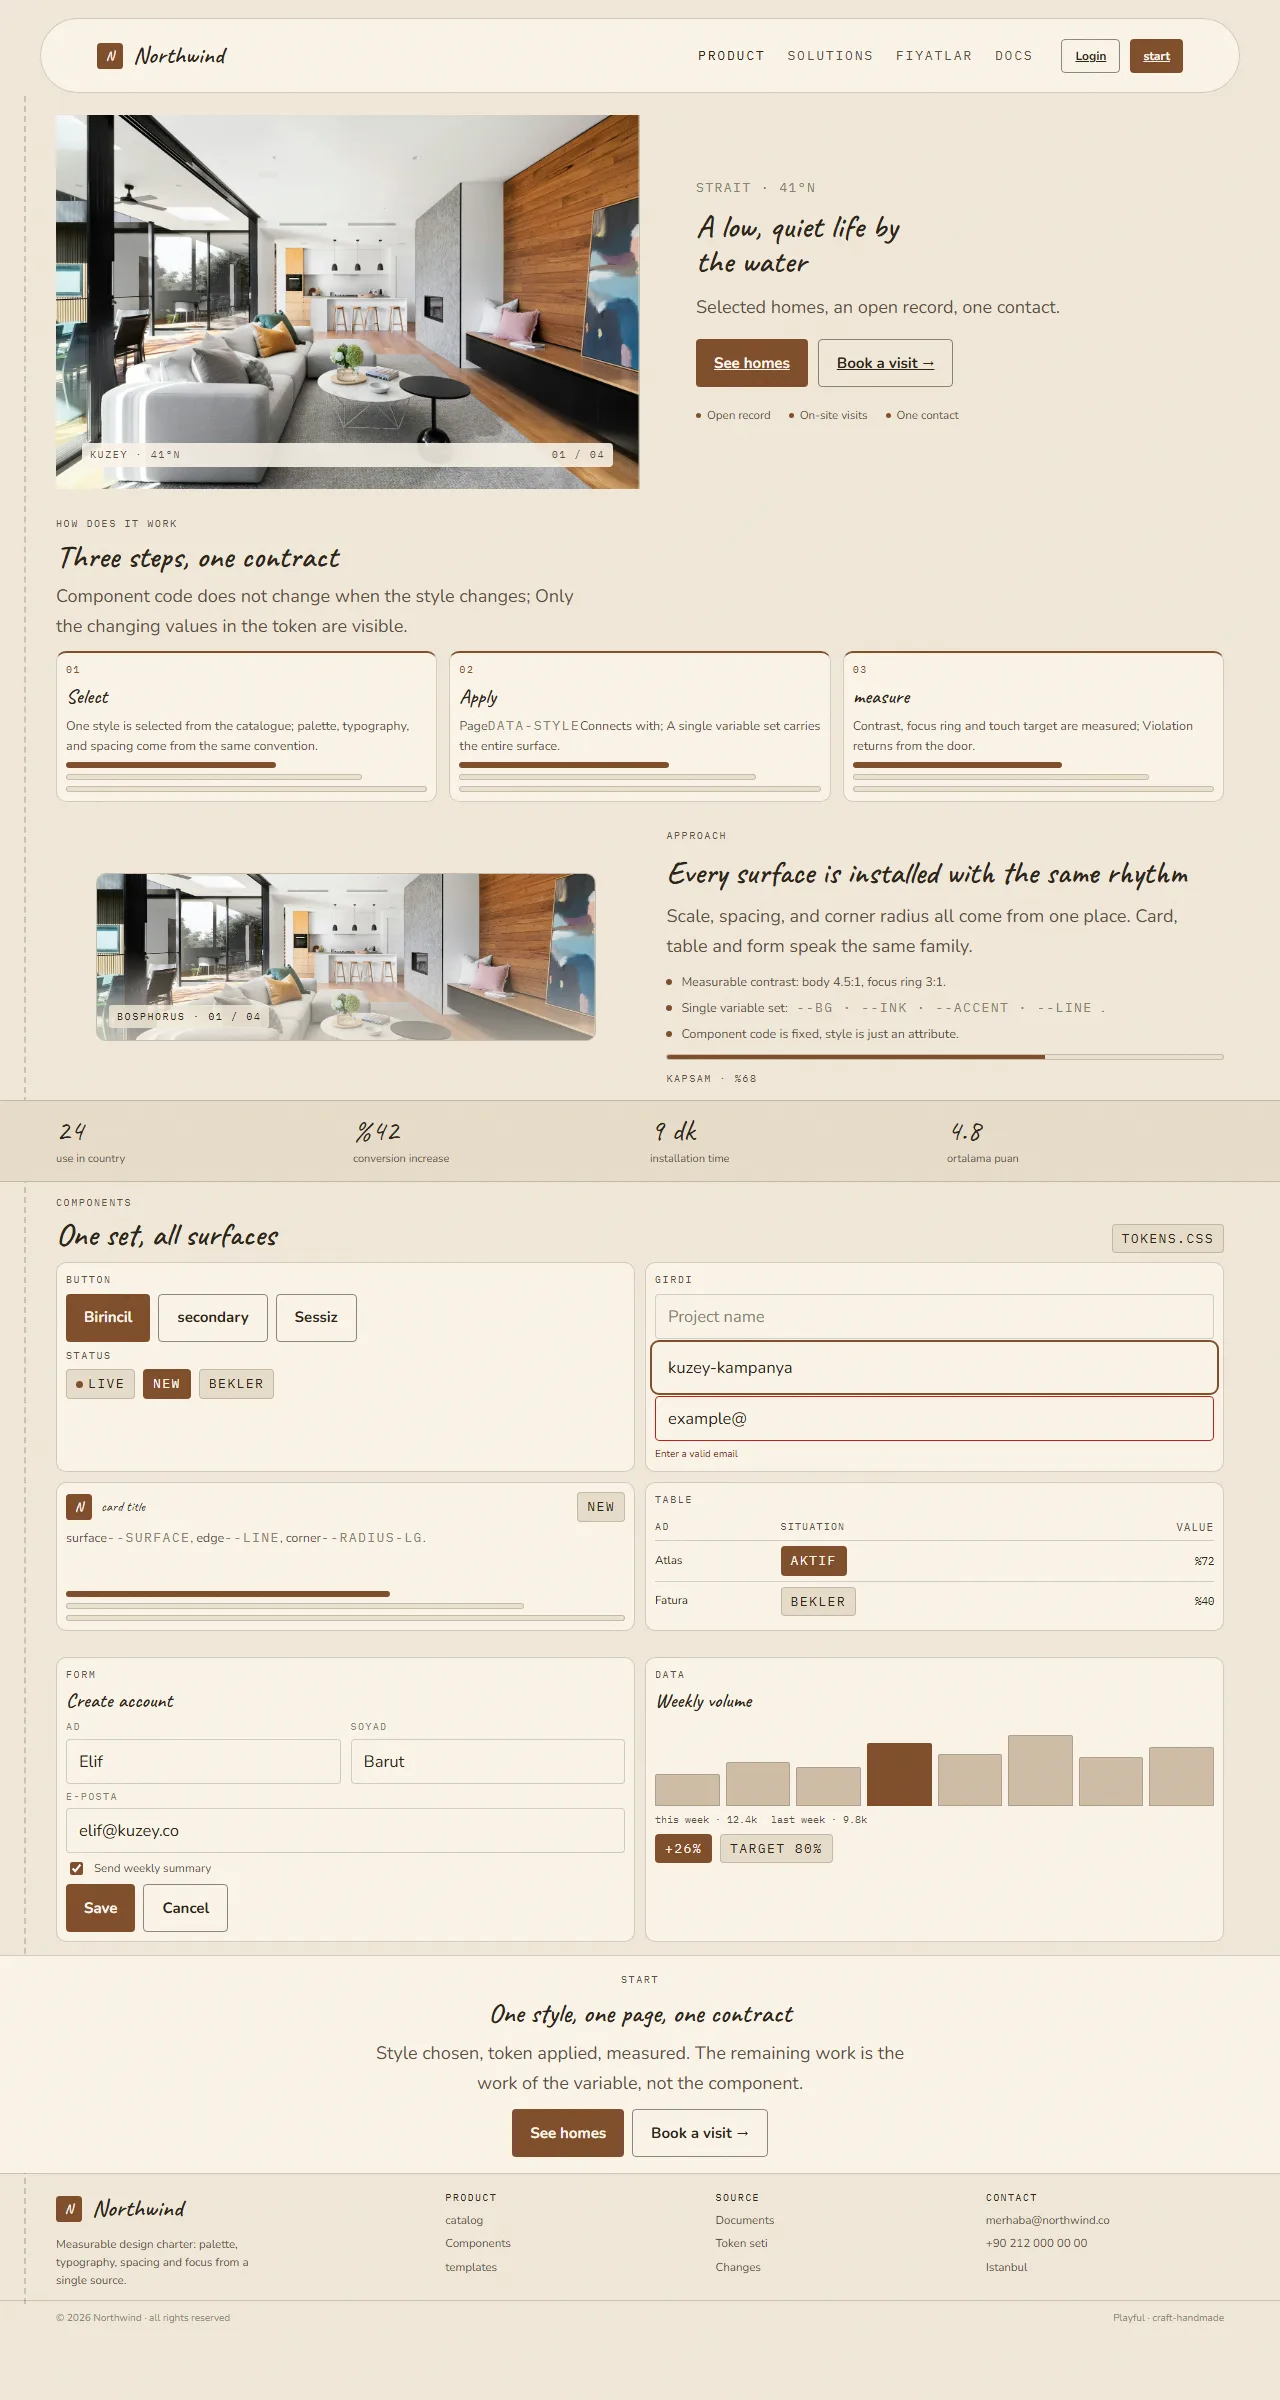 N Northwind
PRODUCT SOLUTIONS FIYATLAR DOCS Login start
STRAIT · 41°N
A low, quiet life by
the water
Selected homes, an open record, one contact.
See homes Book a visit →
Open record On-site visits One contact
KUZEY · 41°N 01 / 04
HOW DOES IT WORK
Three steps, one contract
Component code does not change when the style changes; Only
the changing values in the token are visible.
01
Select
One style is selected from the catalogue; palette, typography,
and spacing come from the same convention.
02
Apply
PageDATA-STYLEConnects with; A single variable set carries
the entire surface.
03
measure
Contrast, focus ring and touch target are measured; Violation
returns from the door.
BOSPHORUS · 01 / 04
APPROACH
Every surface is installed with the same rhythm
Scale, spacing, and corner radius all come from one place. Card,
table and form speak the same family.
Measurable contrast: body 4.5:1, focus ring 3:1.
Single variable set: --BG · --INK · --ACCENT · --LINE .
Component code is fixed, style is just an attribute.
KAPSAM · %68
24
use in country
%42
conversion increase
9 dk
installation time
4.8
ortalama puan
COMPONENTS
One set, all surfaces
TOKENS.CSS
BUTTON
Birincil secondary Sessiz
STATUS
LIVE NEW BEKLER
GIRDI
Project name
kuzey-kampanya
example@
Enter a valid email
N card title NEW
surface--SURFACE, edge--LINE, corner--RADIUS-LG.
TABLE
AD SITUATION VALUE
Atlas AKTIF %72
Fatura BEKLER %40
FORM
Create account
AD SOYAD
Elif Barut
E-POSTA
elif@kuzey.co
Send weekly summary
Save Cancel
DATA
Weekly volume
this week · 12.4k last week · 9.8k
+26% TARGET 80%
START
One style, one page, one contract
Style chosen, token applied, measured. The remaining work is the
work of the variable, not the component.
See homes Book a visit →
N Northwind
Measurable design charter: palette,
typography, spacing and focus from a
single source.
PRODUCT
catalog
Components
templates
SOURCE
Documents
Token seti
Changes
CONTACT
merhaba@northwind.co
+90 212 000 00 00
Istanbul
© 2026 Northwind · all rights reserved
Playful · craft-handmade